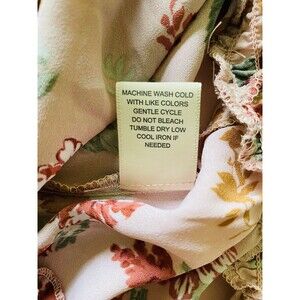 MACHINE WASH COLD
WITH LIKE COLORS
GENTLE CYCLE
DO NOT BLEACH
TUMBLE DRY LOW
COOL IRON IF
NEEDED